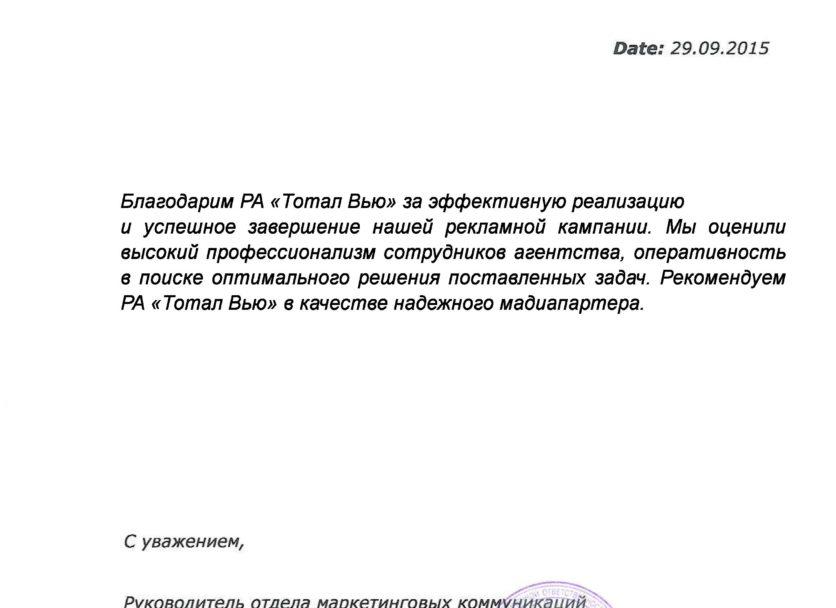 Date: 29.09.2015
Благодарим РА «Тотал Вью» за эффективную реализацию
и успешное завершение нашей рекламной кампании. Мы оценили
высокий профессионализм сотрудников агентства, оперативность
в поиске оптимального решения поставленных задач. Рекомендуем
РА «Тотал Вью» в качестве надежного мадиапартера.
С уважением,
Руководитель отдела маркетинговых коммуникаций